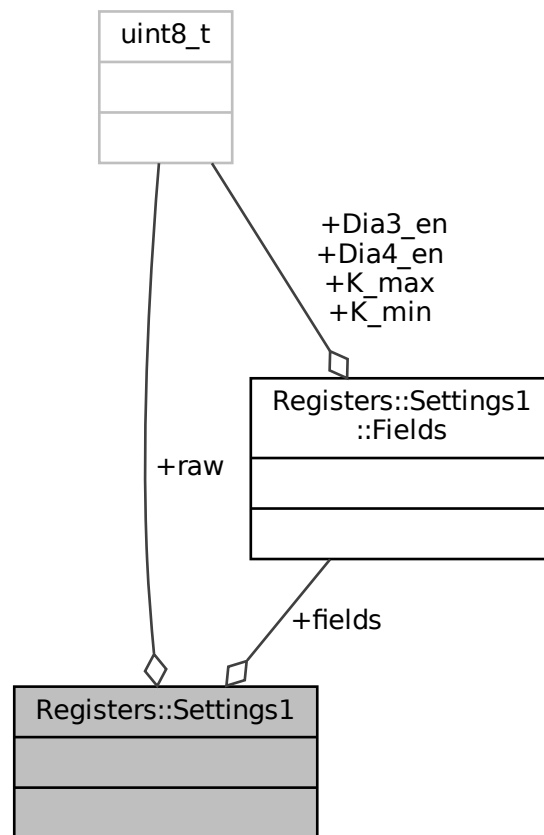 uint8_t
+Dia3_en
+Dia4_en
+K_max
+K_min
Registers::Settings1
::Fields
+raw
+fields
Registers::Settings1